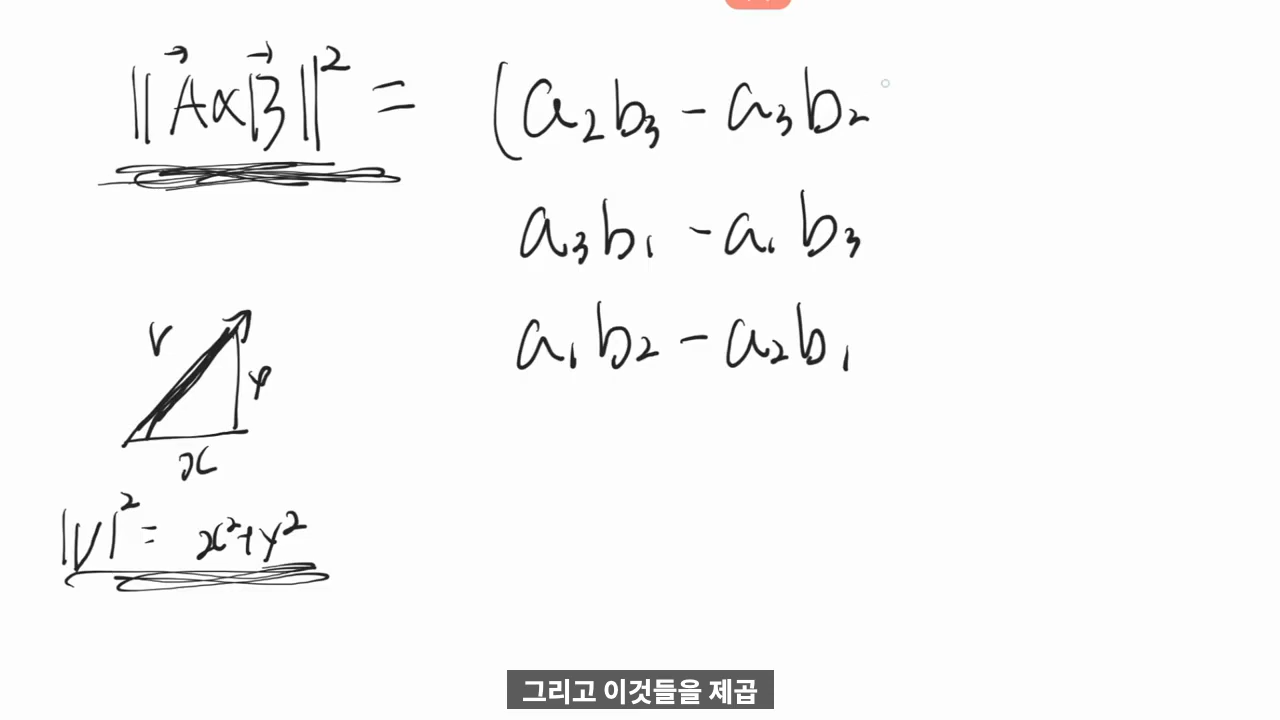 ||A⃗×B⃗||² = (a₂b₃ - a₃b₂
a₃b₁ - a₁b₃
a₁b₂ - a₂b₁
V
y
x
|V|² = x²+y²
그리고 이것들을 제곱